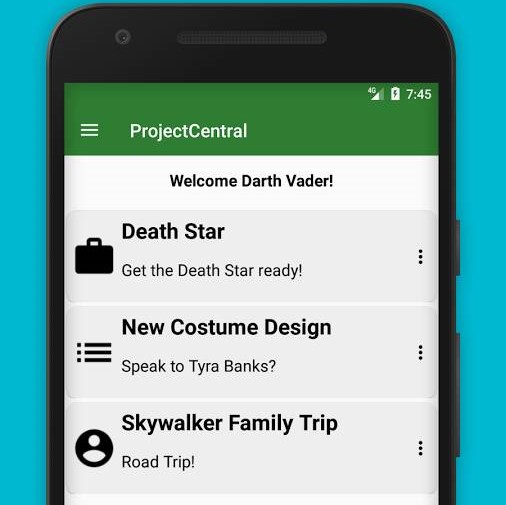 4G 7:45
ProjectCentral
Welcome Darth Vader!
Death Star
Get the Death Star ready!
New Costume Design
Speak to Tyra Banks?
Skywalker Family Trip
Road Trip!